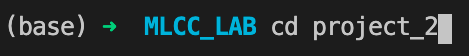 (base) ➜  MLCC_LAB cd project_2